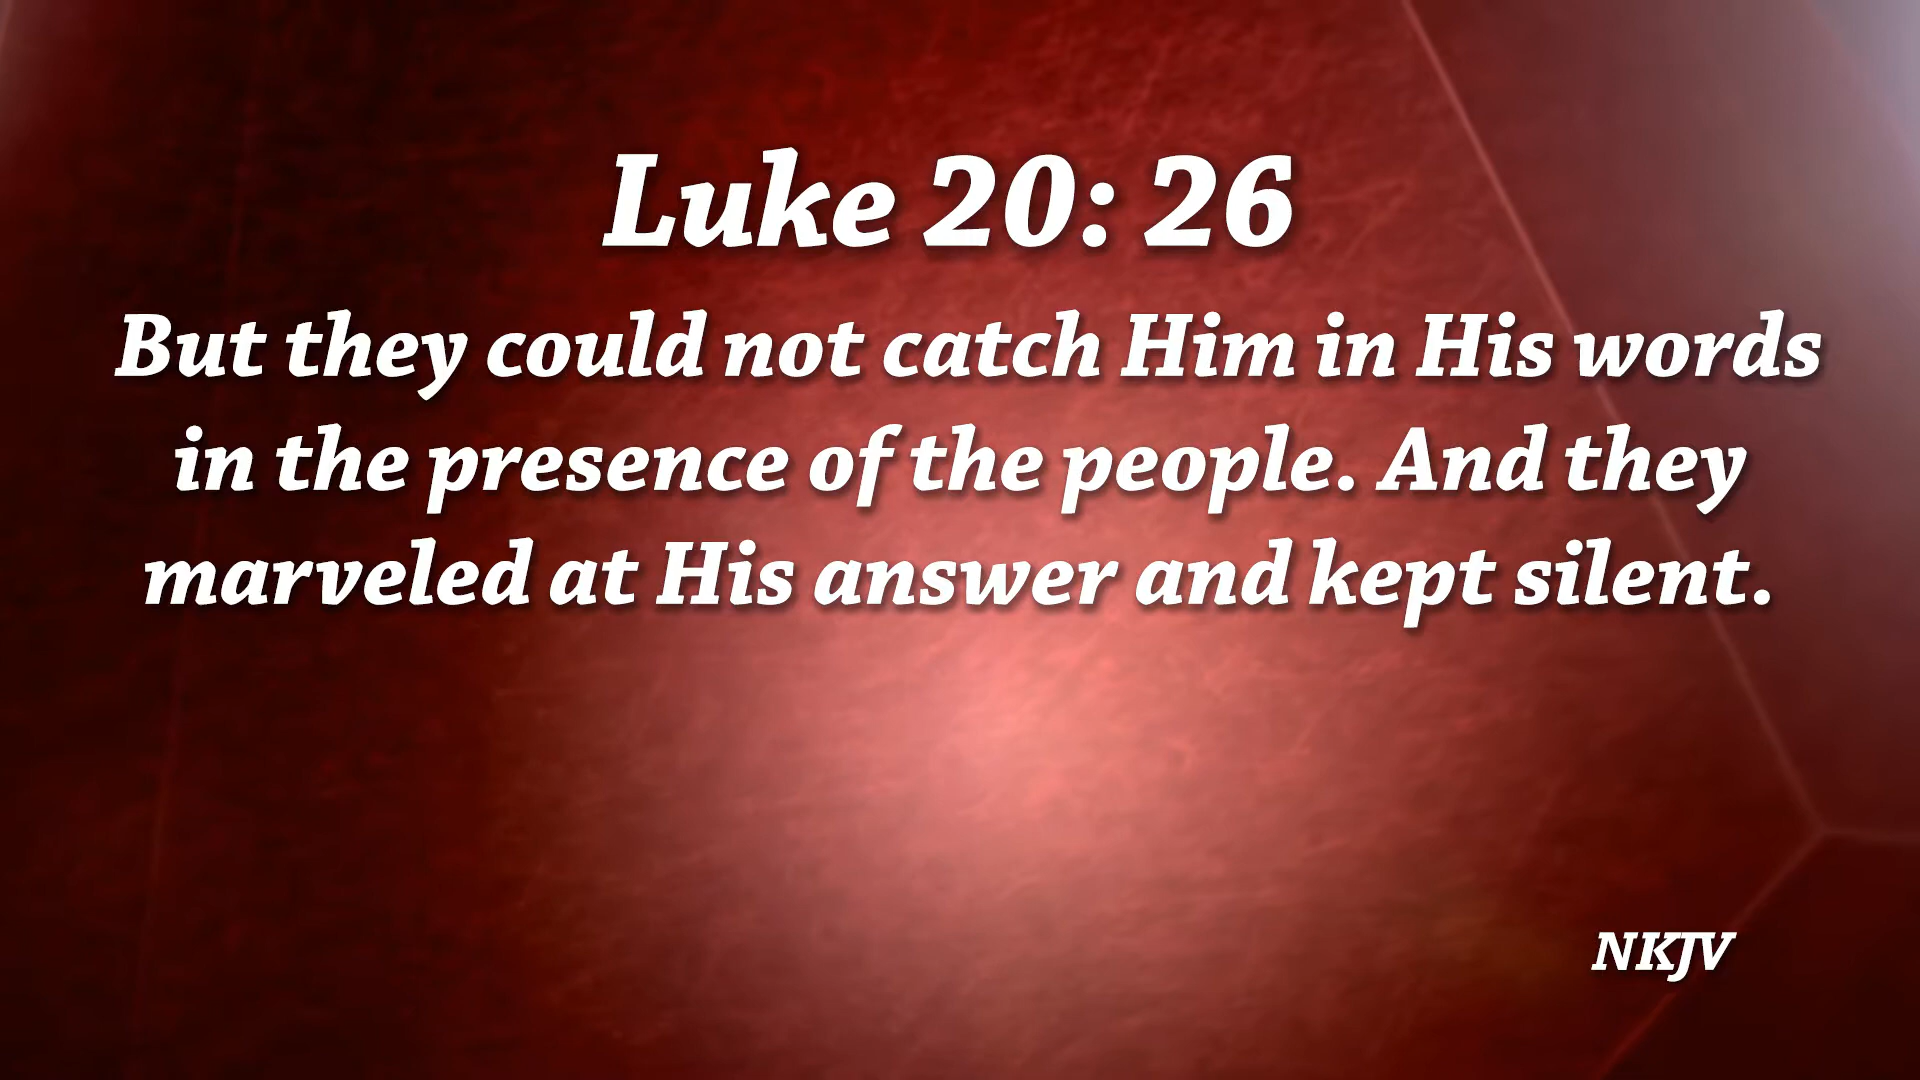 Luke 20: 26
But they could not catch Him in His words
in the presence of the people. And they
marveled at His answer and kept silent.
NKJV